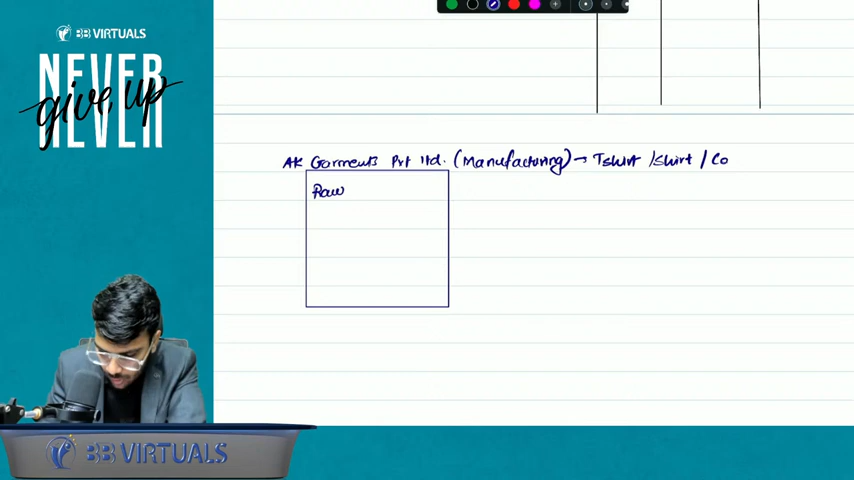 BB VIRTUALS
NEVER
give up
NEVER
AK Garments Pvt ltd. (Manufacturing) → Tshirt /shirt / Co
Raw
BB VIRTUALS